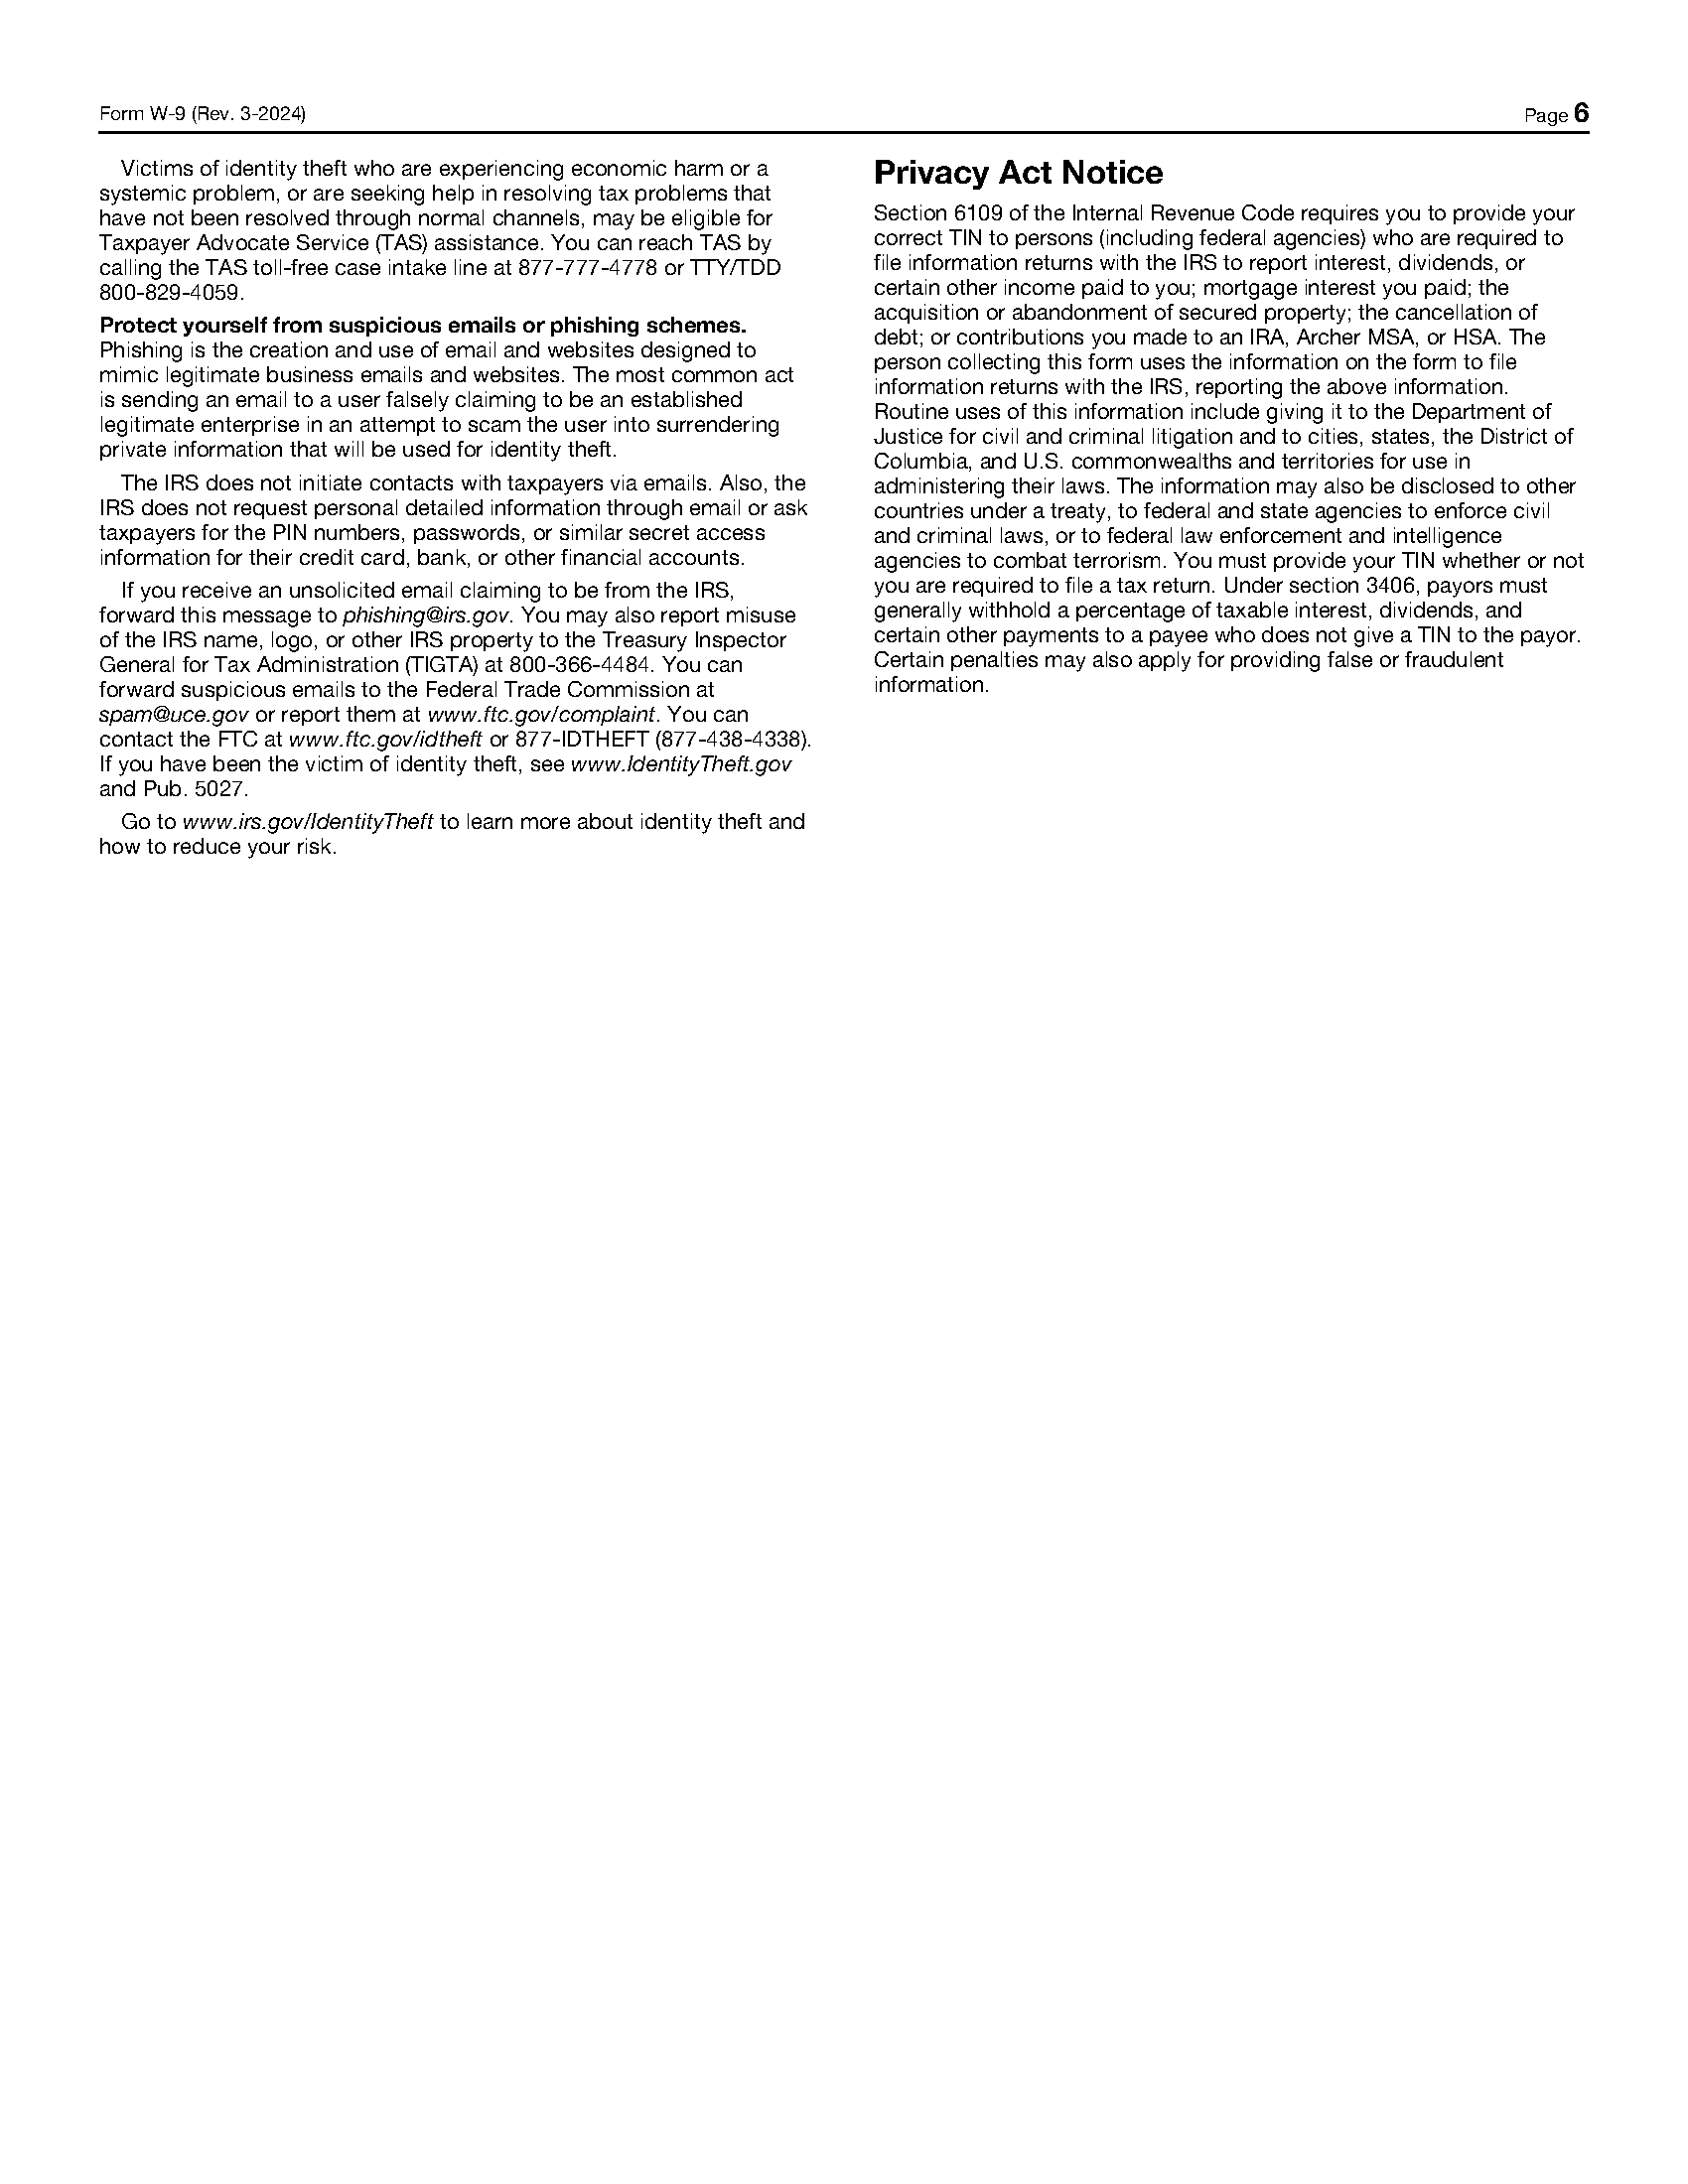 Form W-9 (Rev. 3-2024)
Page 6
Victims of identity theft who are experiencing economic harm or a
systemic problem, or are seeking help in resolving tax problems that
have not been resolved through normal channels, may be eligible for
Taxpayer Advocate Service (TAS) assistance. You can reach TAS by
calling the TAS toll-free case intake line at 877-777-4778 or TTY/TDD
800-829-4059.
Protect yourself from suspicious emails or phishing schemes.
Phishing is the creation and use of email and websites designed to
mimic legitimate business emails and websites. The most common act
is sending an email to a user falsely claiming to be an established
legitimate enterprise in an attempt to scam the user into surrendering
private information that will be used for identity theft.
The IRS does not initiate contacts with taxpayers via emails. Also, the
IRS does not request personal detailed information through email or ask
taxpayers for the PIN numbers, passwords, or similar secret access
information for their credit card, bank, or other financial accounts.
If you receive an unsolicited email claiming to be from the IRS,
forward this message to phishing@irs.gov. You may also report misuse
of the IRS name, logo, or other IRS property to the Treasury Inspector
General for Tax Administration (TIGTA) at 800-366-4484. You can
forward suspicious emails to the Federal Trade Commission at
spam@uce.gov or report them at www.ftc.gov/complaint. You can
contact the FTC at www.ftc.gov/idtheft or 877-IDTHEFT (877-438-4338).
If you have been the victim of identity theft, see www.IdentityTheft.gov
and Pub. 5027.
Go to www.irs.gov/IdentityTheft to learn more about identity theft and
how to reduce your risk.
Privacy Act Notice
Section 6109 of the Internal Revenue Code requires you to provide your
correct TIN to persons (including federal agencies) who are required to
file information returns with the IRS to report interest, dividends, or
certain other income paid to you; mortgage interest you paid; the
acquisition or abandonment of secured property; the cancellation of
debt; or contributions you made to an IRA, Archer MSA, or HSA. The
person collecting this form uses the information on the form to file
information returns with the IRS, reporting the above information.
Routine uses of this information include giving it to the Department of
Justice for civil and criminal litigation and to cities, states, the District of
Columbia, and U.S. commonwealths and territories for use in
administering their laws. The information may also be disclosed to other
countries under a treaty, to federal and state agencies to enforce civil
and criminal laws, or to federal law enforcement and intelligence
agencies to combat terrorism. You must provide your TIN whether or not
you are required to file a tax return. Under section 3406, payors must
generally withhold a percentage of taxable interest, dividends, and
certain other payments to a payee who does not give a TIN to the payor.
Certain penalties may also apply for providing false or fraudulent
information.